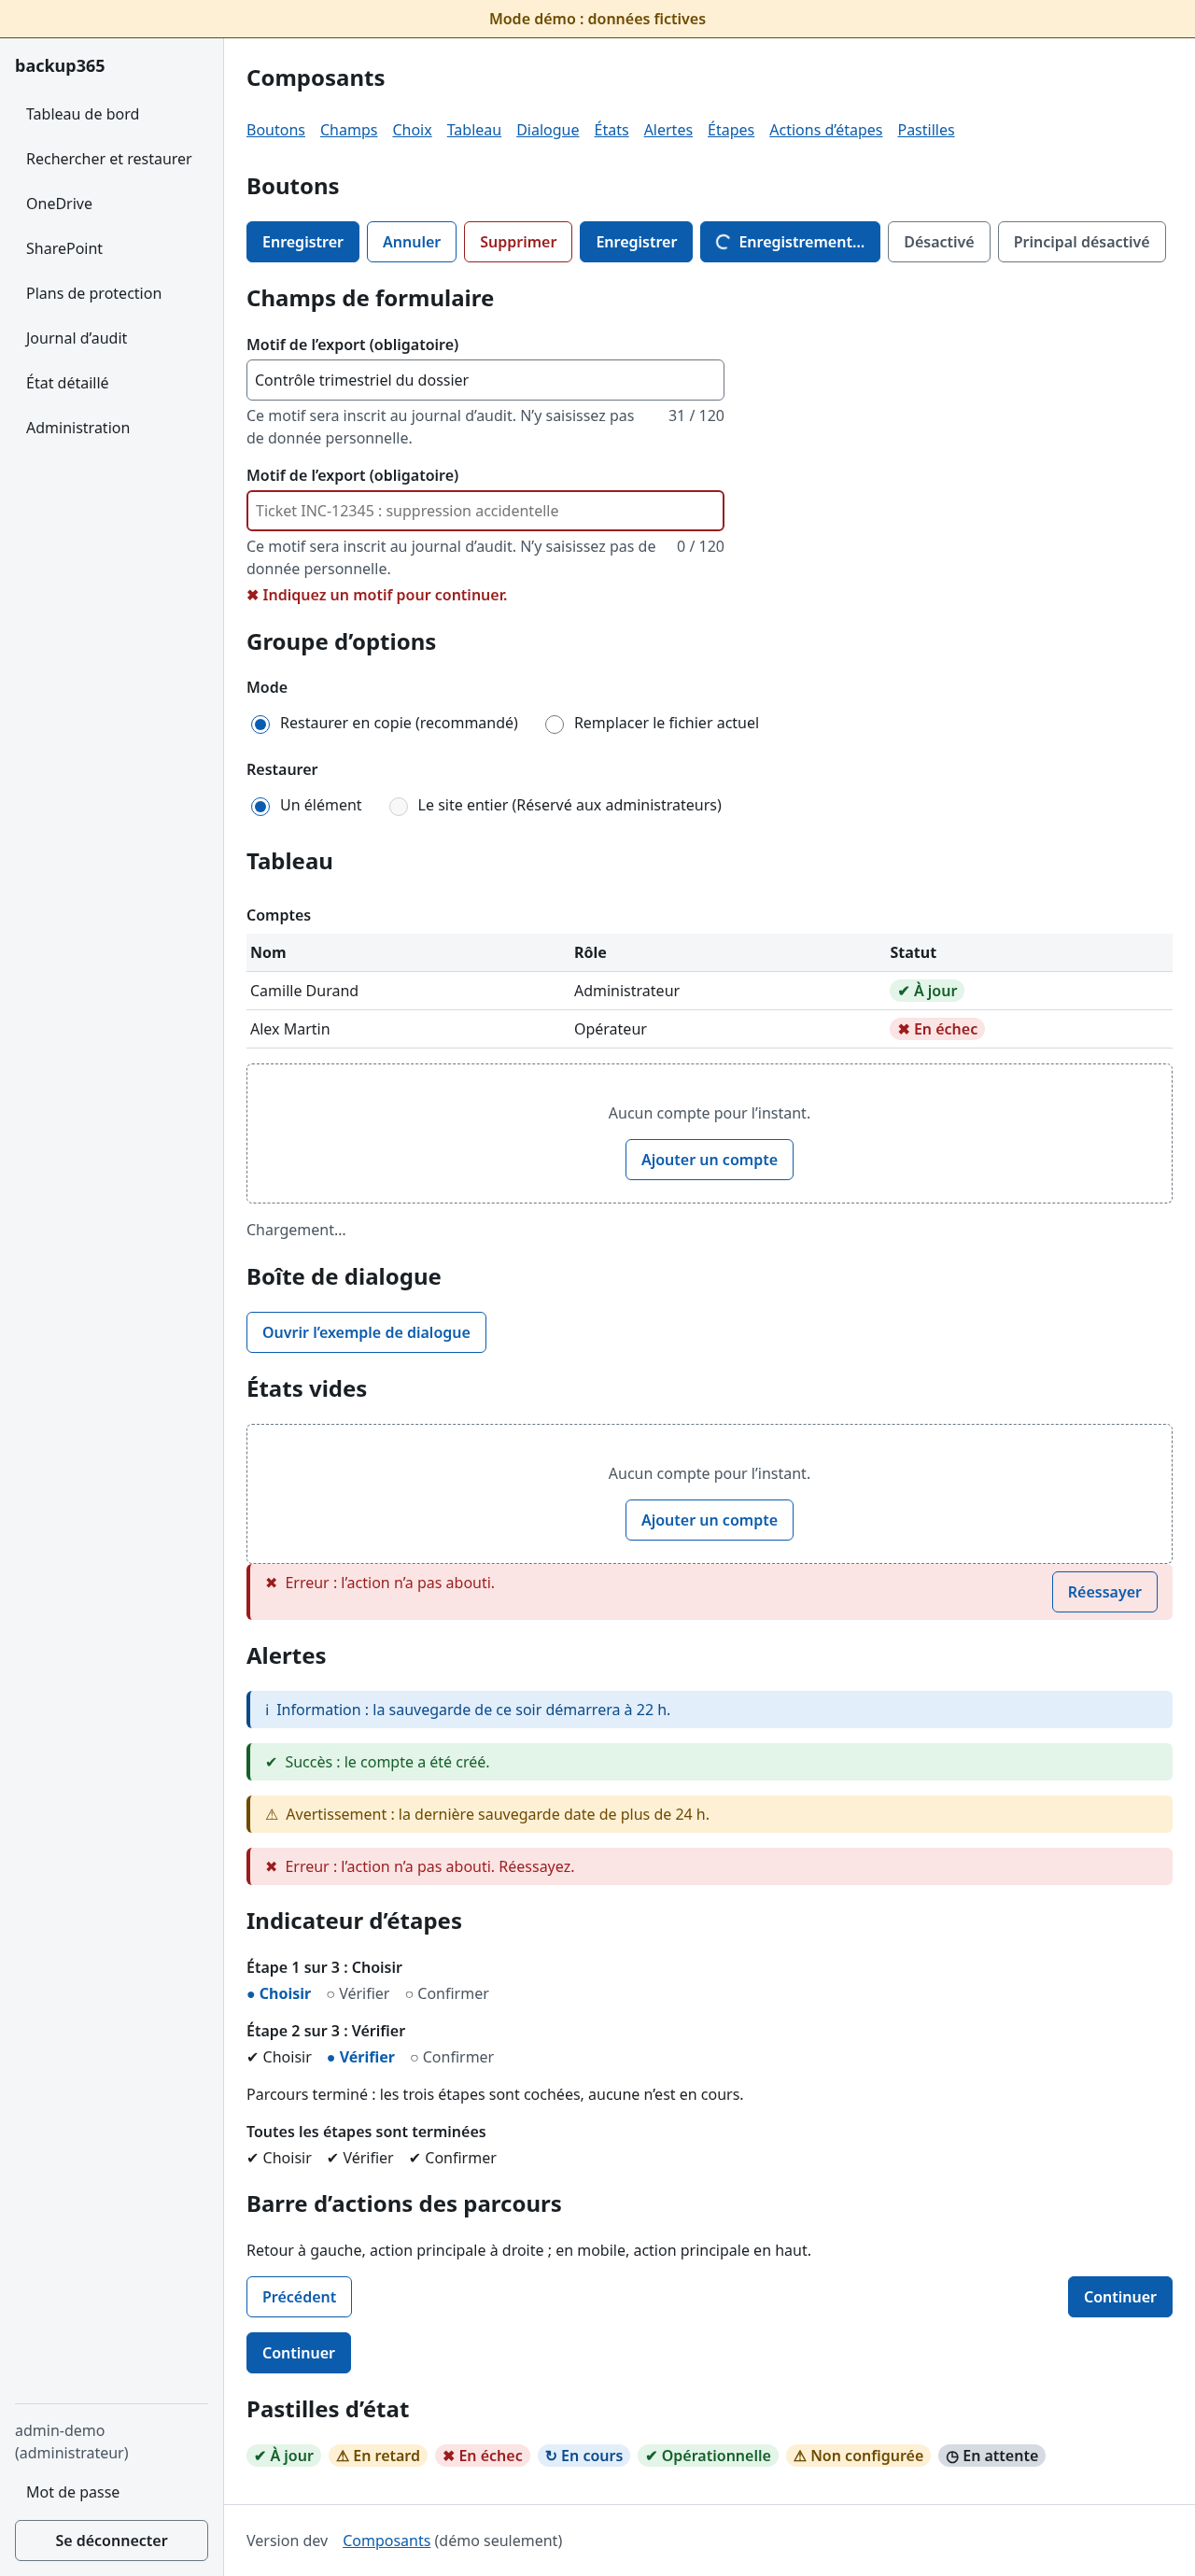 Mode démo : données fictives
backup365
Tableau de bord
Rechercher et restaurer
OneDrive
SharePoint
Plans de protection
Journal d’audit
État détaillé
Administration
admin-demo
(administrateur)
Mot de passe
Se déconnecter
Composants
Boutons Champs Choix Tableau Dialogue États Alertes Étapes Actions d’étapes Pastilles
Boutons
Enregistrer Annuler Supprimer Enregistrer Enregistrement… Désactivé Principal désactivé
Champs de formulaire
Motif de l’export (obligatoire)
Contrôle trimestriel du dossier
Ce motif sera inscrit au journal d’audit. N’y saisissez pas 31 / 120
de donnée personnelle.
Motif de l’export (obligatoire)
Ticket INC-12345 : suppression accidentelle
Ce motif sera inscrit au journal d’audit. N’y saisissez pas de 0 / 120
donnée personnelle.
✖ Indiquez un motif pour continuer.
Groupe d’options
Mode
Restaurer en copie (recommandé) Remplacer le fichier actuel
Restaurer
Un élément Le site entier (Réservé aux administrateurs)
Tableau
Comptes
Nom Rôle Statut
Camille Durand Administrateur ✔ À jour
Alex Martin Opérateur ✖ En échec
Aucun compte pour l’instant.
Ajouter un compte
Chargement…
Boîte de dialogue
Ouvrir l’exemple de dialogue
États vides
Aucun compte pour l’instant.
Ajouter un compte
✖ Erreur : l’action n’a pas abouti. Réessayer
Alertes
i Information : la sauvegarde de ce soir démarrera à 22 h.
✔ Succès : le compte a été créé.
⚠ Avertissement : la dernière sauvegarde date de plus de 24 h.
✖ Erreur : l’action n’a pas abouti. Réessayez.
Indicateur d’étapes
Étape 1 sur 3 : Choisir
● Choisir ○ Vérifier ○ Confirmer
Étape 2 sur 3 : Vérifier
✔ Choisir ● Vérifier ○ Confirmer
Parcours terminé : les trois étapes sont cochées, aucune n’est en cours.
Toutes les étapes sont terminées
✔ Choisir ✔ Vérifier ✔ Confirmer
Barre d’actions des parcours
Retour à gauche, action principale à droite ; en mobile, action principale en haut.
Précédent Continuer
Continuer
Pastilles d’état
✔ À jour ⚠ En retard ✖ En échec ↻ En cours ✔ Opérationnelle ⚠ Non configurée ◷ En attente
Version dev Composants (démo seulement)